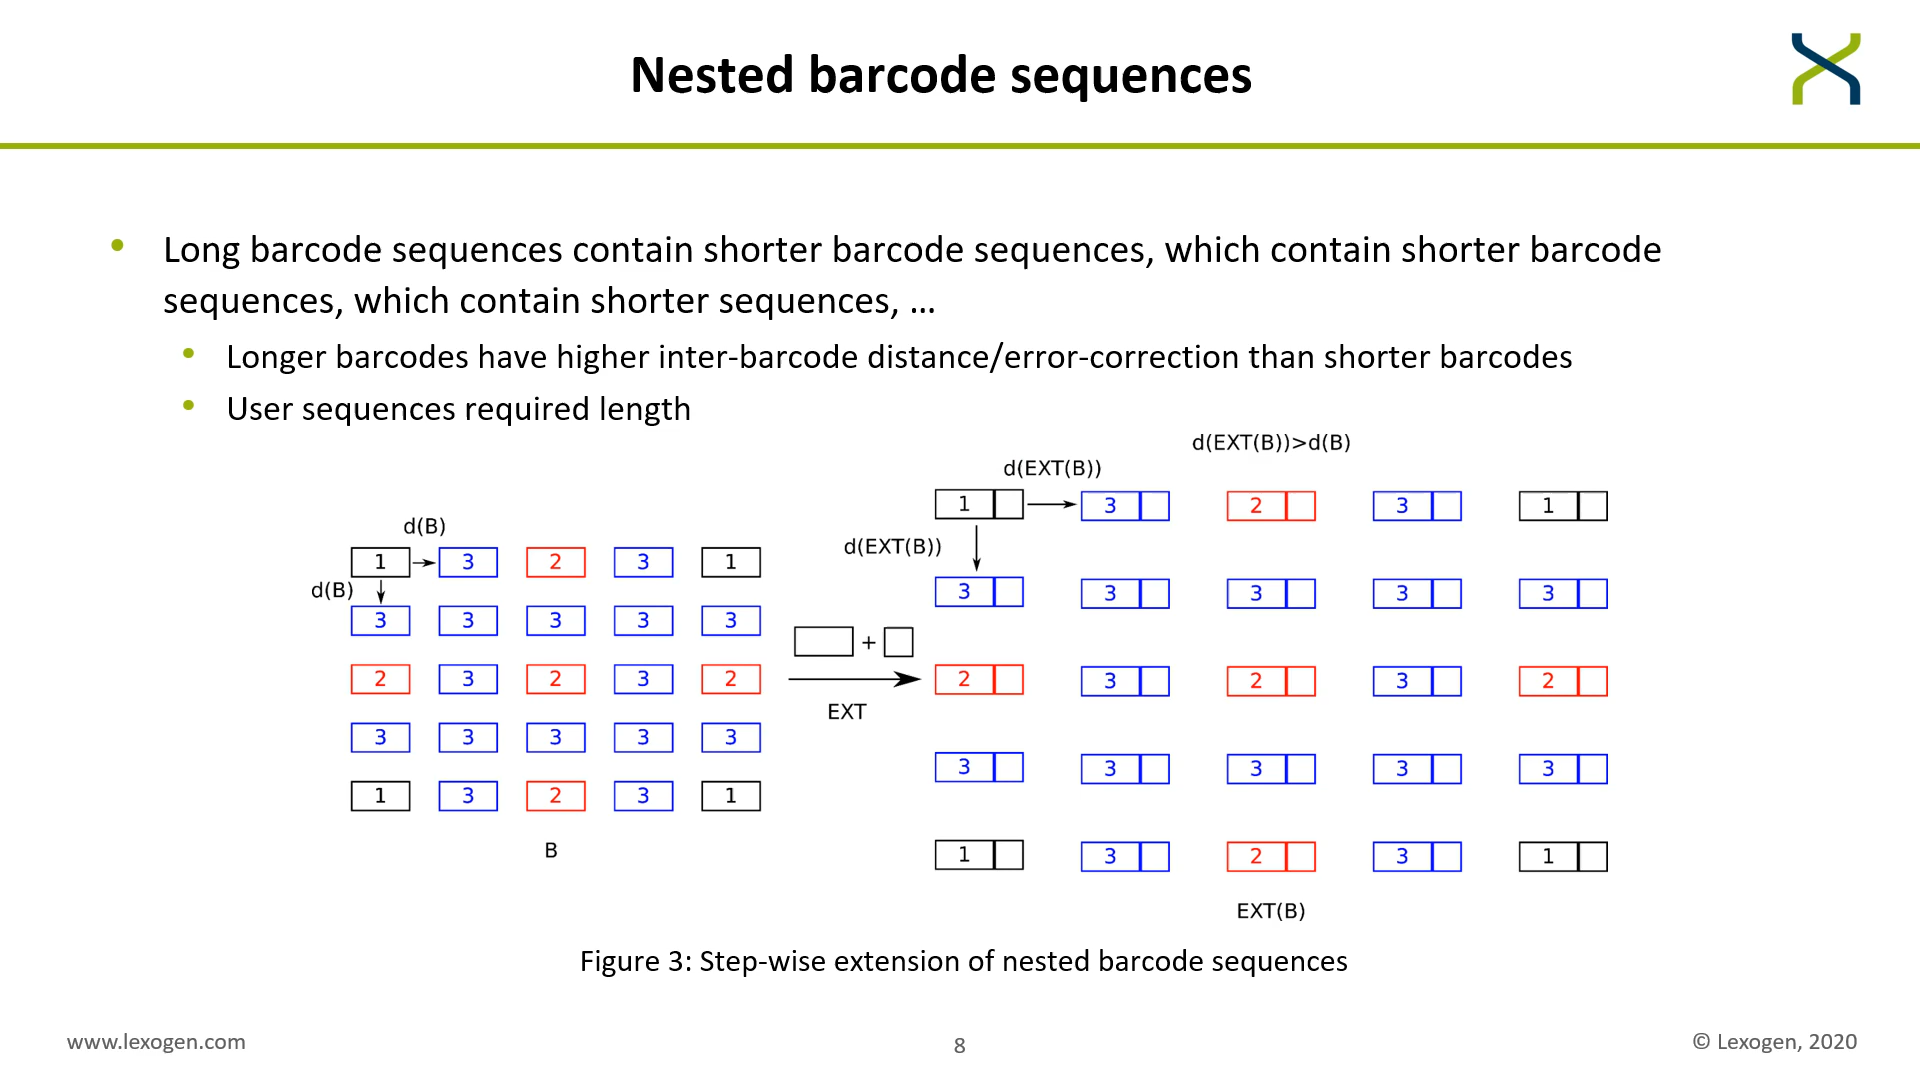 Nested barcode sequences
• Long barcode sequences contain shorter barcode sequences, which contain shorter barcode
sequences, which contain shorter sequences, …
• Longer barcodes have higher inter-barcode distance/error-correction than shorter barcodes
• User sequences required length
d(B)
d(B)
1 3 2 3 1
3 3 3 3 3
2 3 2 3 2
3 3 3 3 3
1 3 2 3 1
B
+
EXT
d(EXT(B))>d(B)
d(EXT(B))
d(EXT(B))
1 3 2 3 1
3 3 3 3 3
2 3 2 3 2
3 3 3 3 3
1 3 2 3 1
EXT(B)
Figure 3: Step-wise extension of nested barcode sequences
www.lexogen.com
8
© Lexogen, 2020